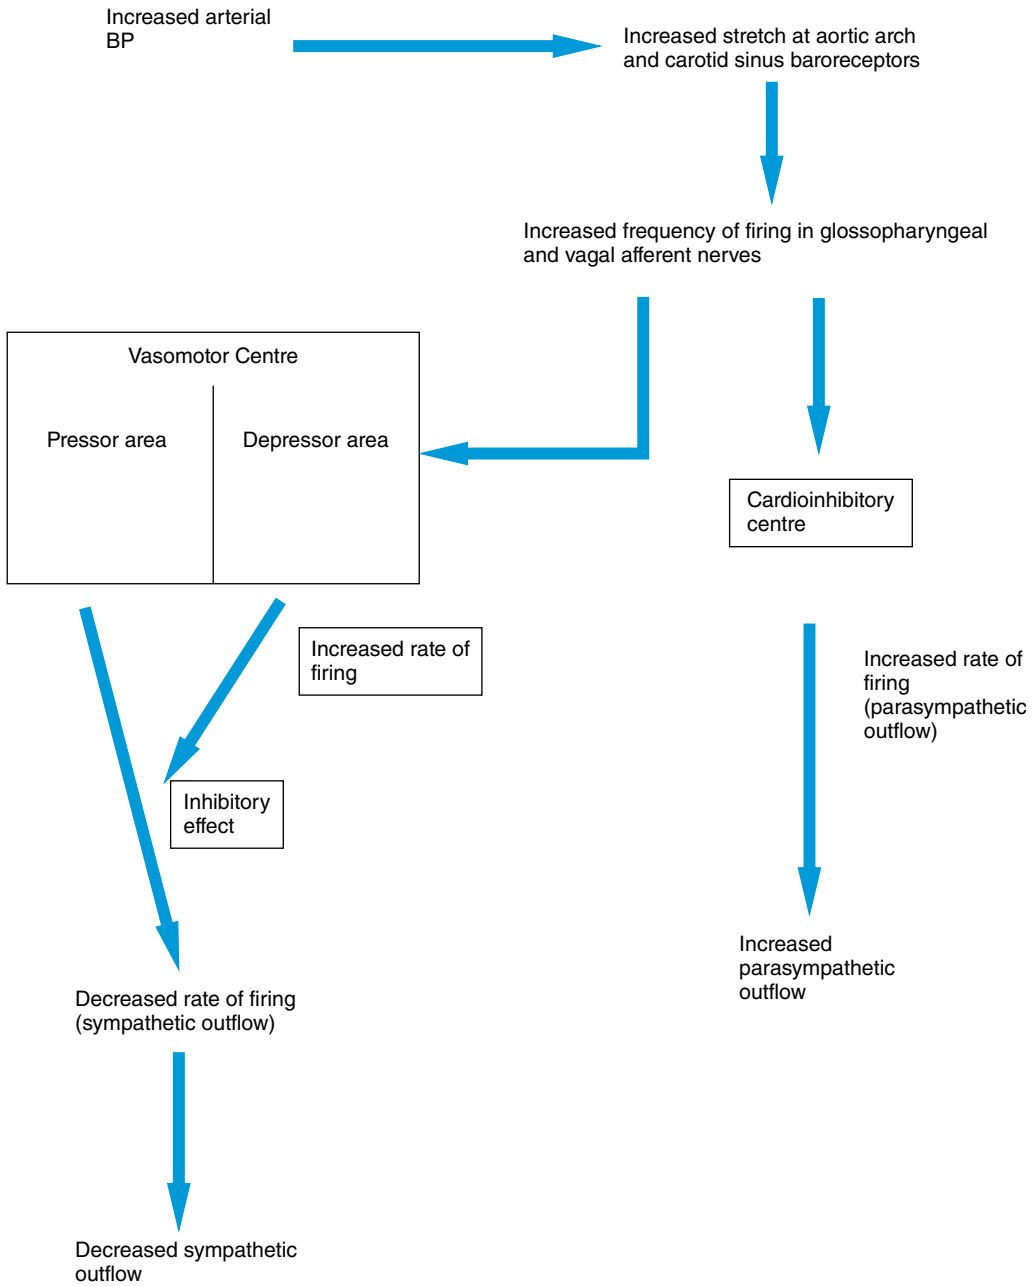 Increased arterial
BP
Increased stretch at aortic arch
and carotid sinus baroreceptors
Increased frequency of firing in glossopharyngeal
and vagal afferent nerves
Vasomotor Centre
Pressor area
Depressor area
Cardioinhibitory
centre
Increased rate of
firing
Increased rate of
firing
(parasympathetic
outflow)
Inhibitory
effect
Increased
parasympathetic
outflow
Decreased rate of firing
(sympathetic outflow)
Decreased sympathetic
outflow